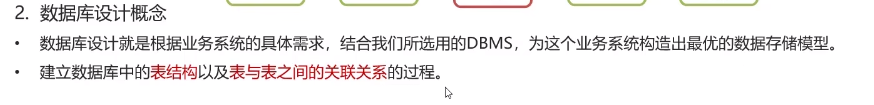 2. 数据库设计概念
• 数据库设计就是根据业务系统的具体需求，结合我们所选用的DBMS，为这个业务系统构造出最优的数据存储模型。
• 建立数据库中的表结构以及表与表之间的关联关系的过程。